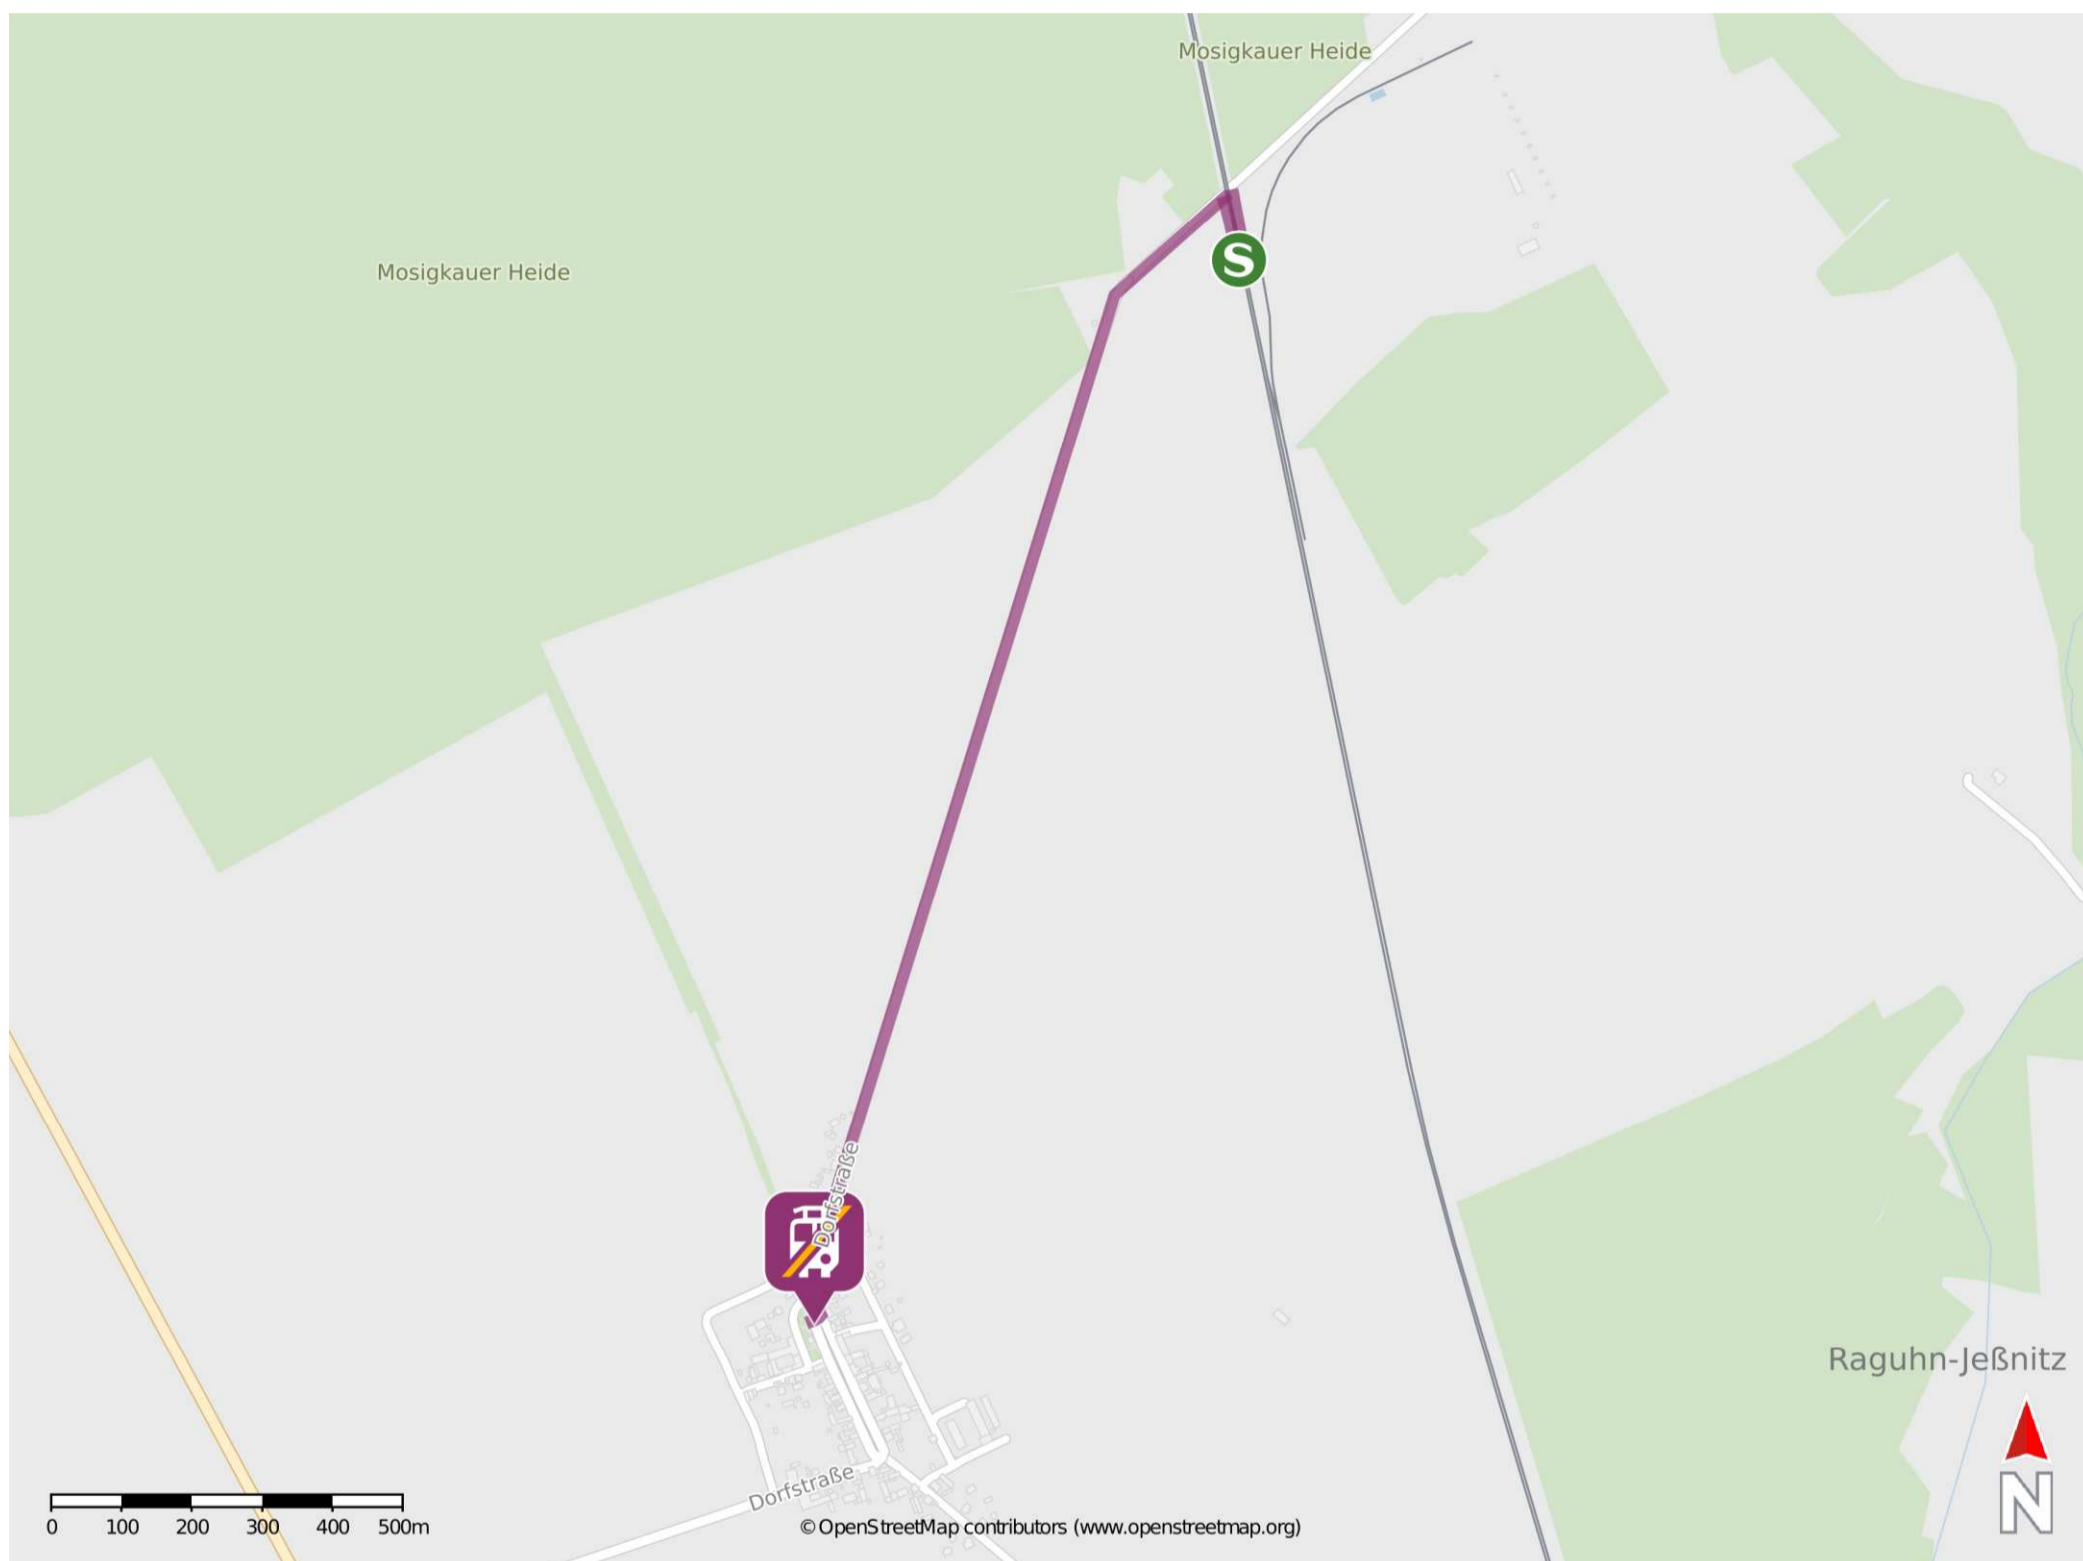 Mosigkauer Heide
S
Mosigkauer Heide
Dorfstraße
Raguhn-Jeßnitz
Dorfstraße
0 100 200 300 400 500m
© OpenStreetMap contributors (www.openstreetmap.org)
N